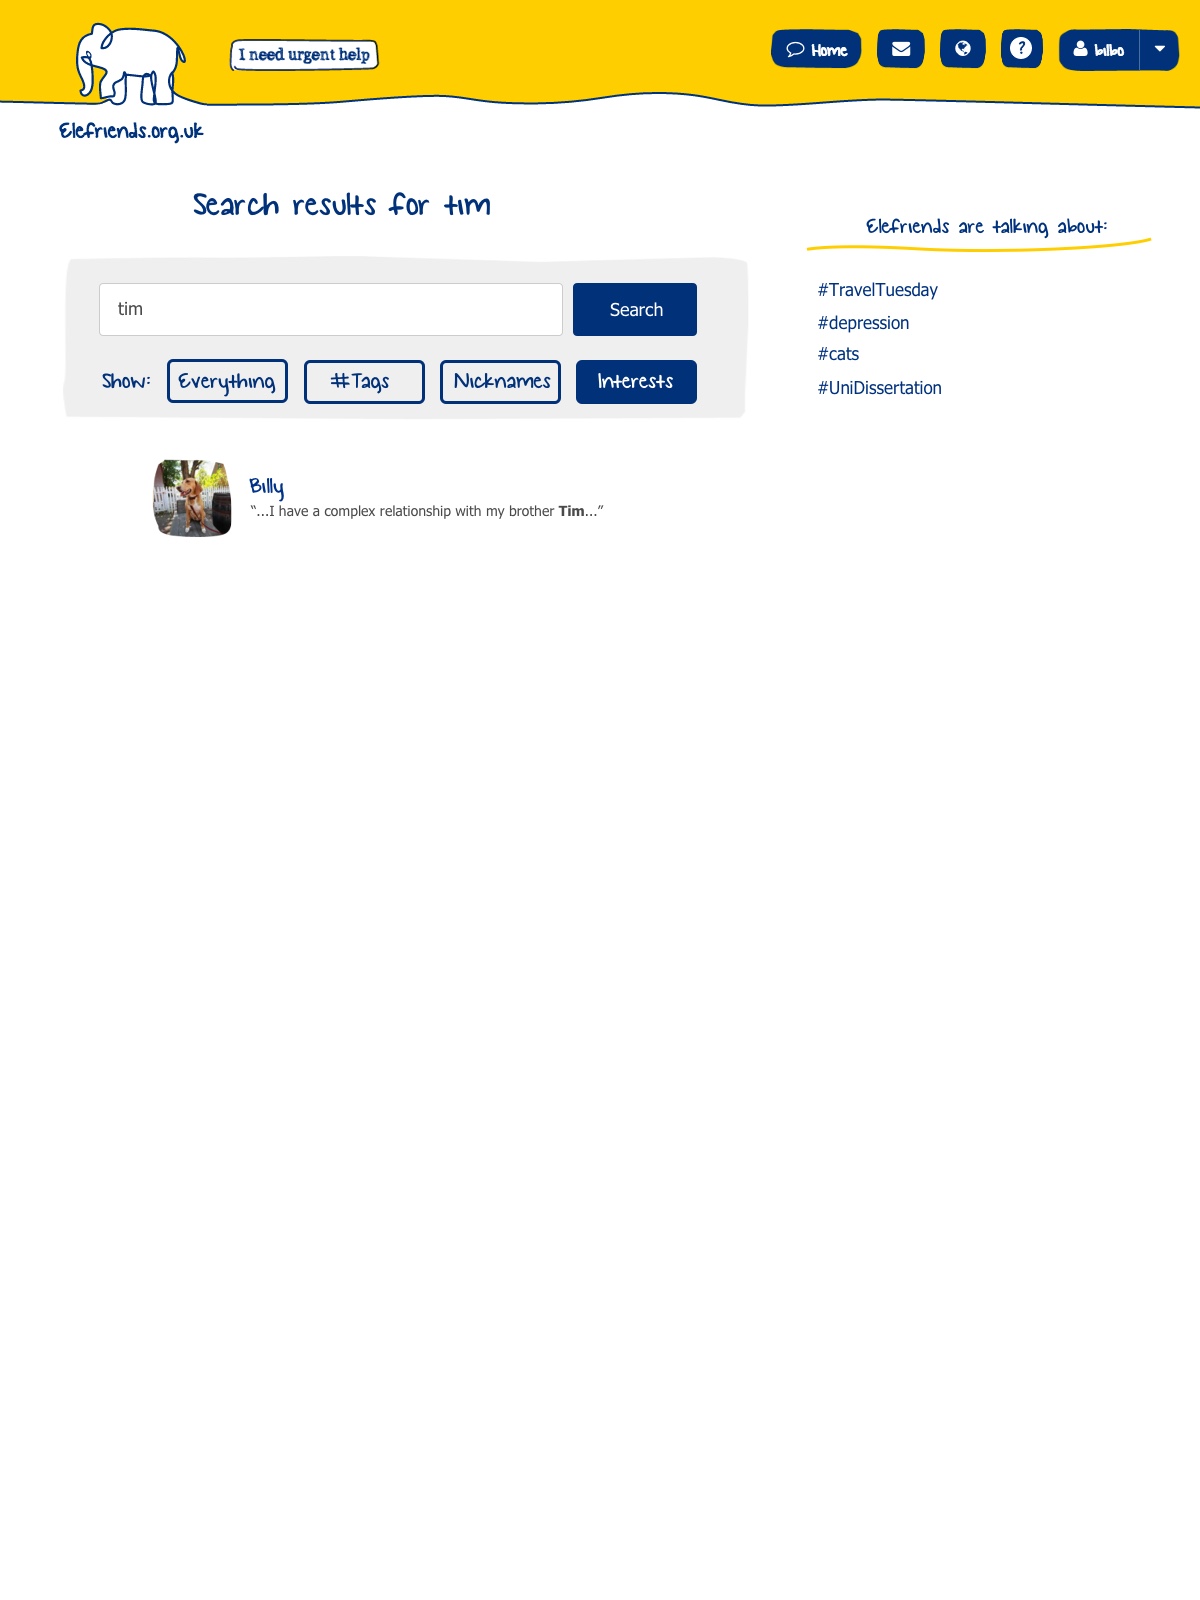 I need urgent help
Home
?
bilbo
Elefriends.org.uk
Search results for tim
tim
Search
Show:
Everything
#Tags
Nicknames
Interests
Billy
“...I have a complex relationship with my brother Tim...”
Elefriends are talking about:
#TravelTuesday
#depression
#cats
#UniDissertation